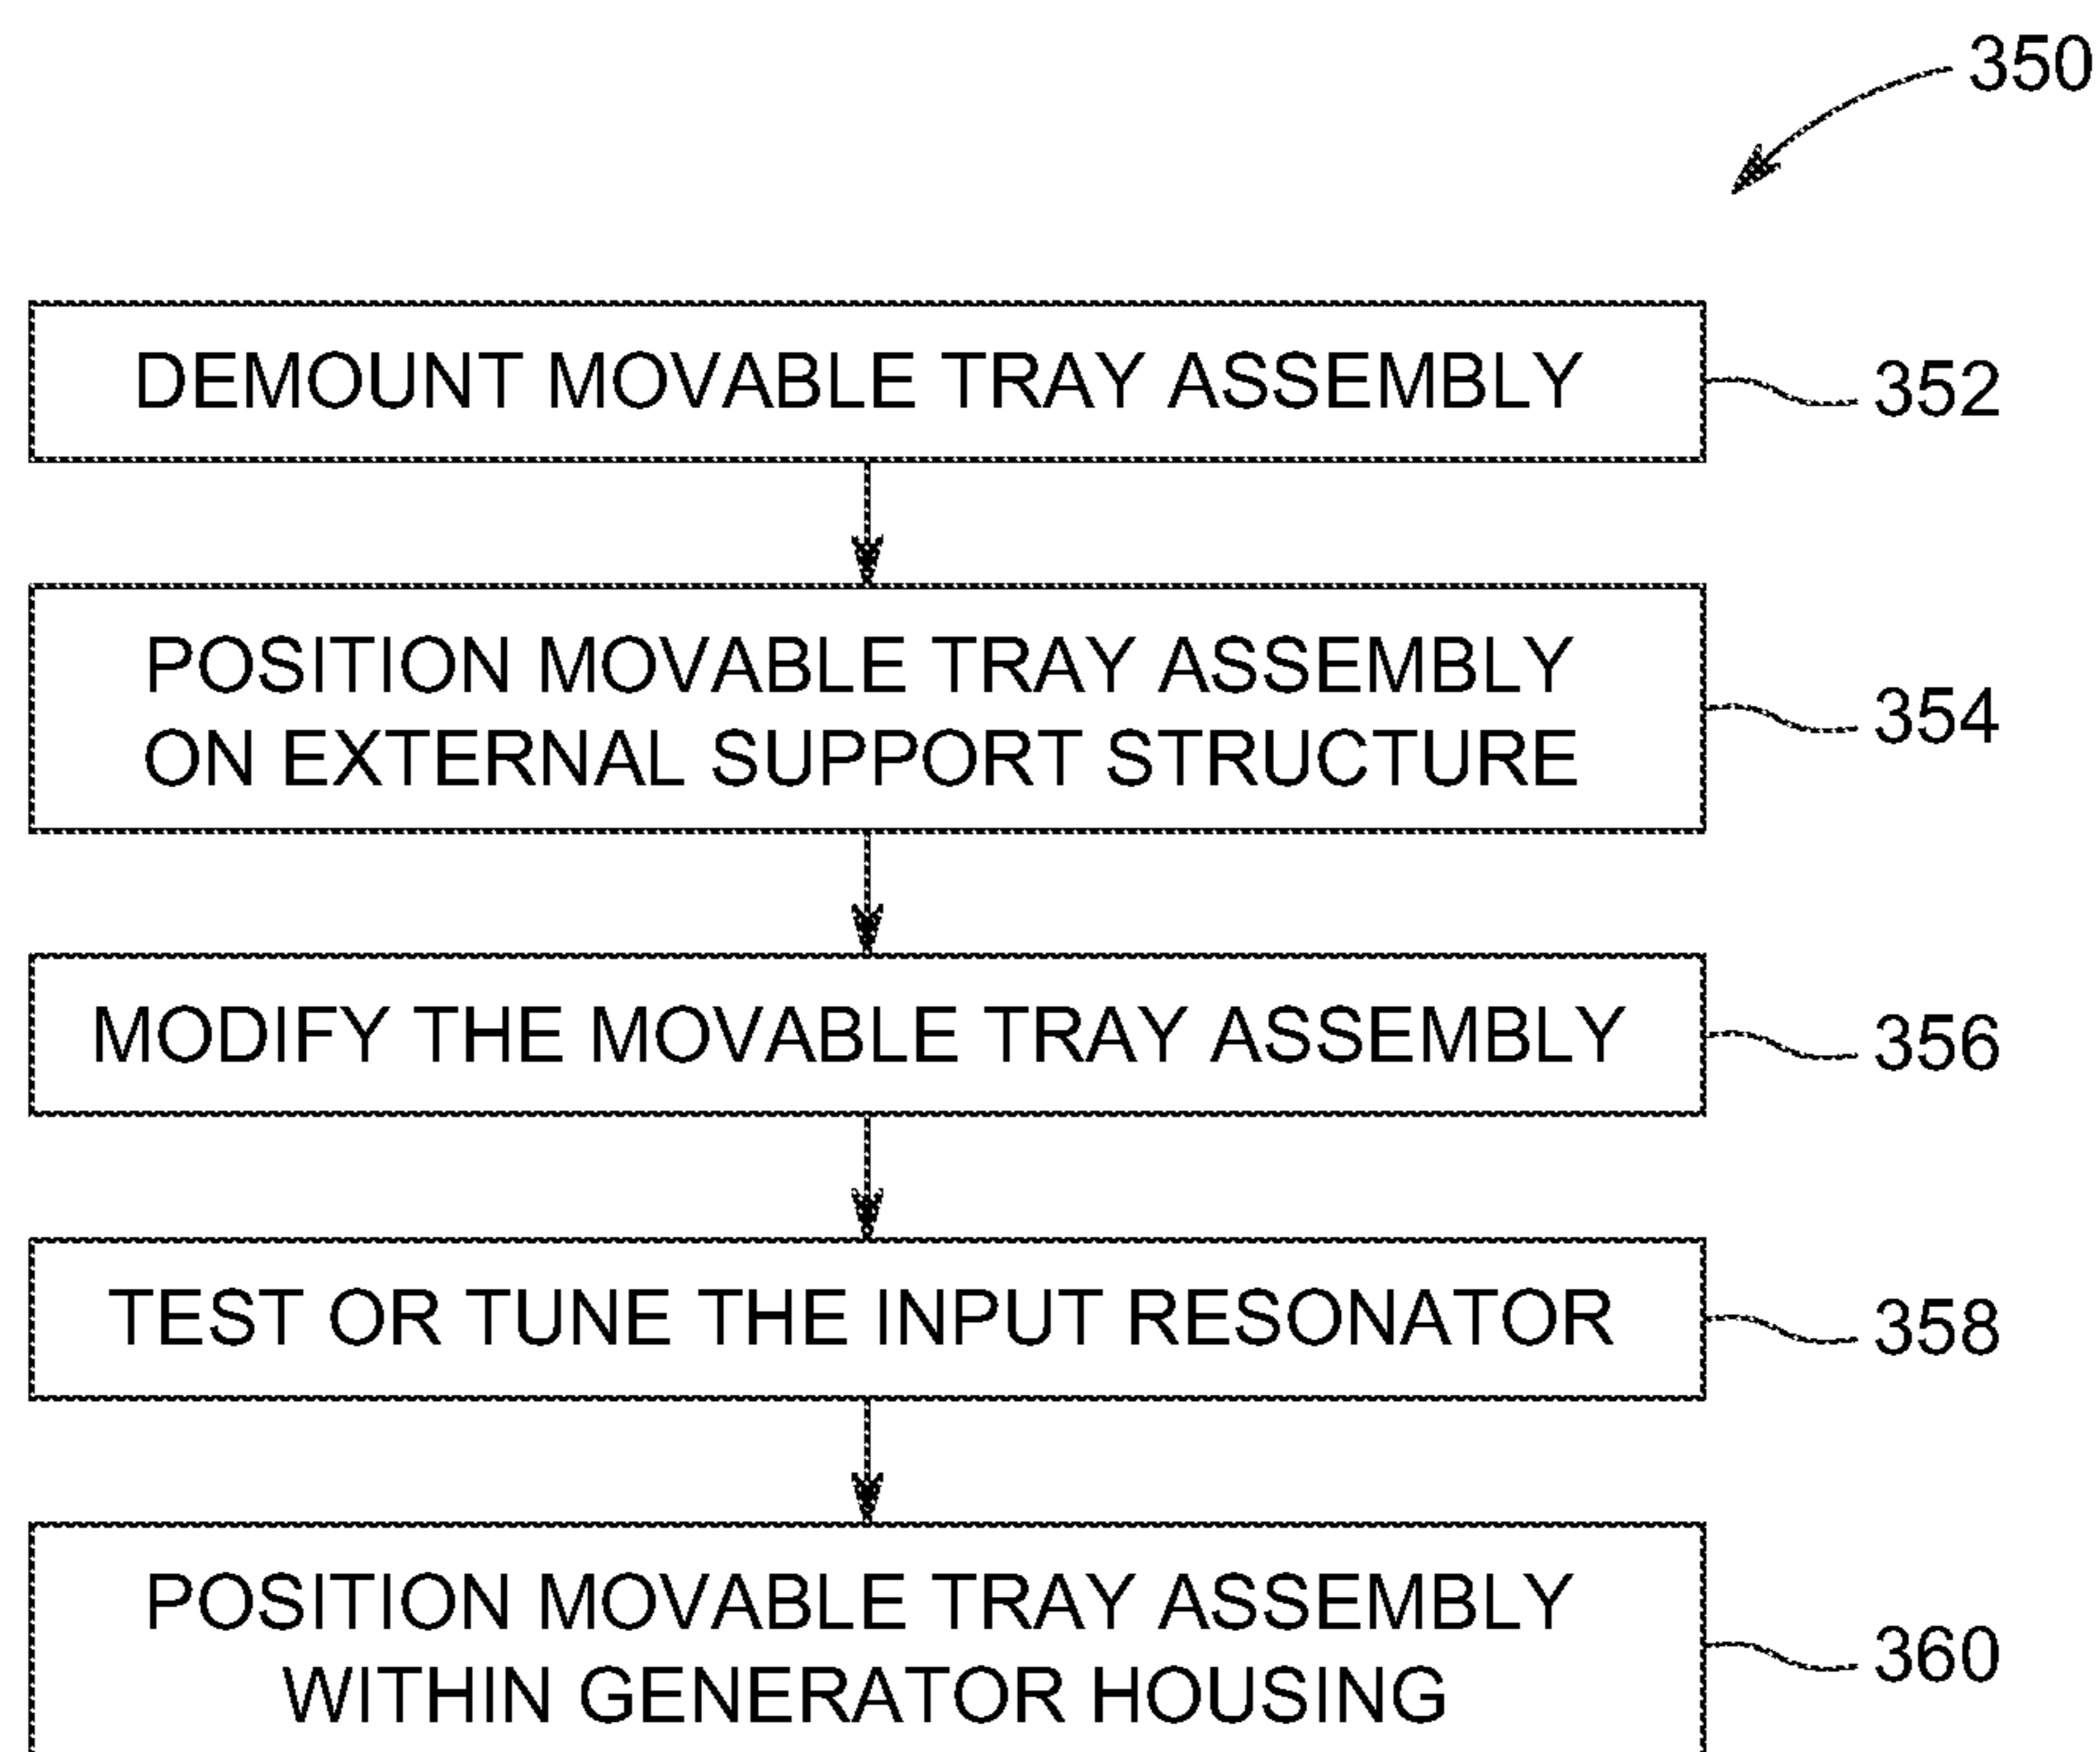 350
DEMOUNT MOVABLE TRAY ASSEMBLY
352
POSITION MOVABLE TRAY ASSEMBLY
ON EXTERNAL SUPPORT STRUCTURE
354
MODIFY THE MOVABLE TRAY ASSEMBLY
356
TEST OR TUNE THE INPUT RESONATOR
358
POSITION MOVABLE TRAY ASSEMBLY
WITHIN GENERATOR HOUSING
360